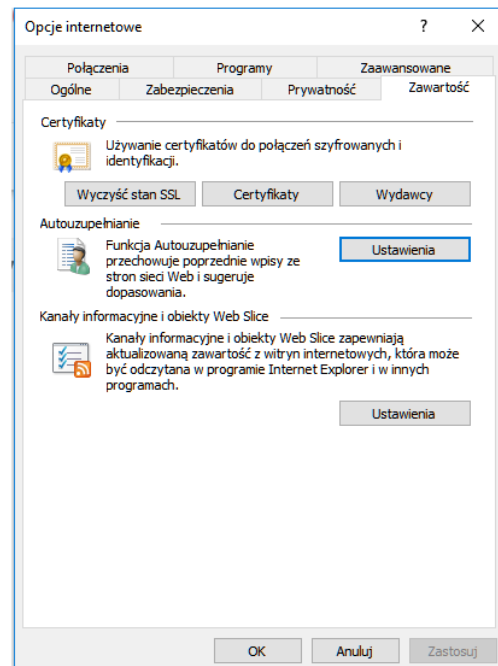 Opcje internetowe
Połączenia Programy Zaawansowane
Ogólne Zabezpieczenia Prywatność Zawartość
Certyfikaty
Używanie certyfikatów do połączeń szyfrowanych i
identyfikacji.
Wyczyść stan SSL Certyfikaty Wydawcy
Autouzupełnianie
Funkcja Autouzupełnianie
przechowuje poprzednie wpisy ze
stron sieci Web i sugeruje
dopasowania.
Ustawienia
Kanały informacyjne i obiekty Web Slice
Kanały informacyjne i obiekty Web Slice zapewniają
aktualizowaną zawartość z witryn internetowych, która może
być odczytana w programie Internet Explorer i w innych
programach.
Ustawienia
OK Anuluj Zastosuj